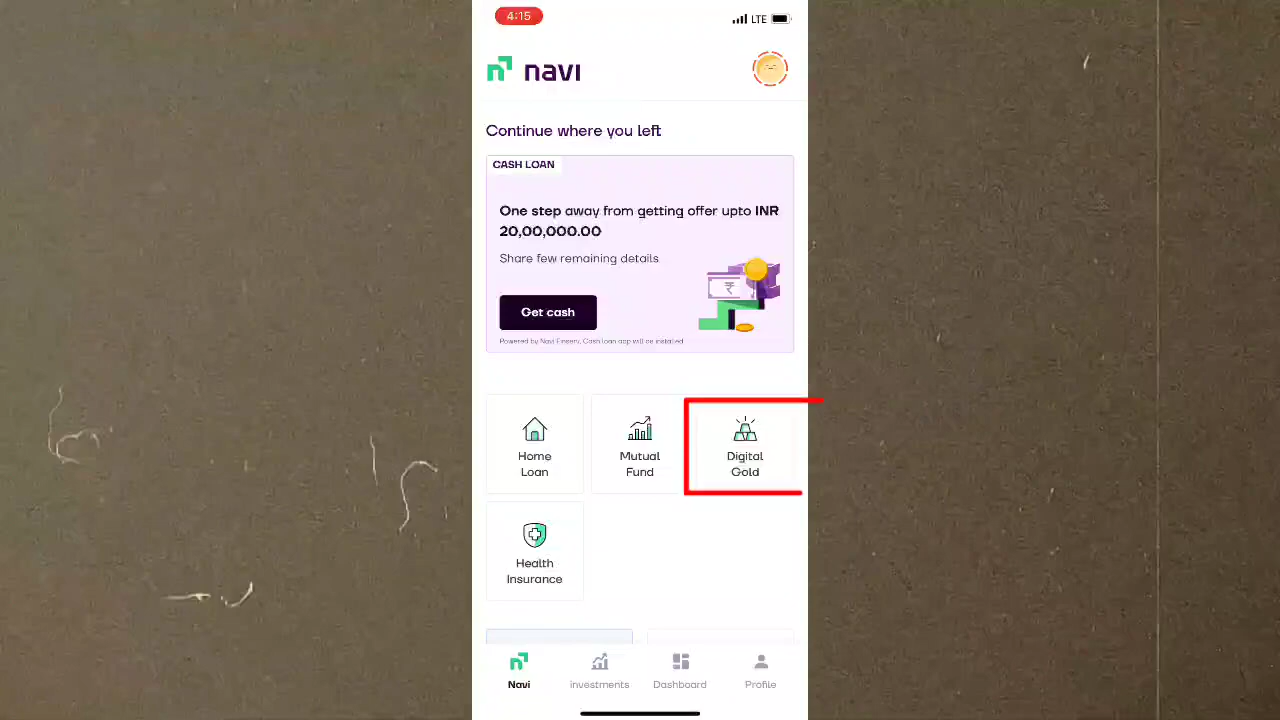 4:15
LTE
navi
Continue where you left
CASH LOAN
One step away from getting offer upto INR
20,00,000.00
Share few remaining details
Get cash
Powered by Navi Finserv. Cash loan app will be installed
Home
Loan
Mutual
Fund
Digital
Gold
Health
Insurance
Navi
Investments
Dashboard
Profile